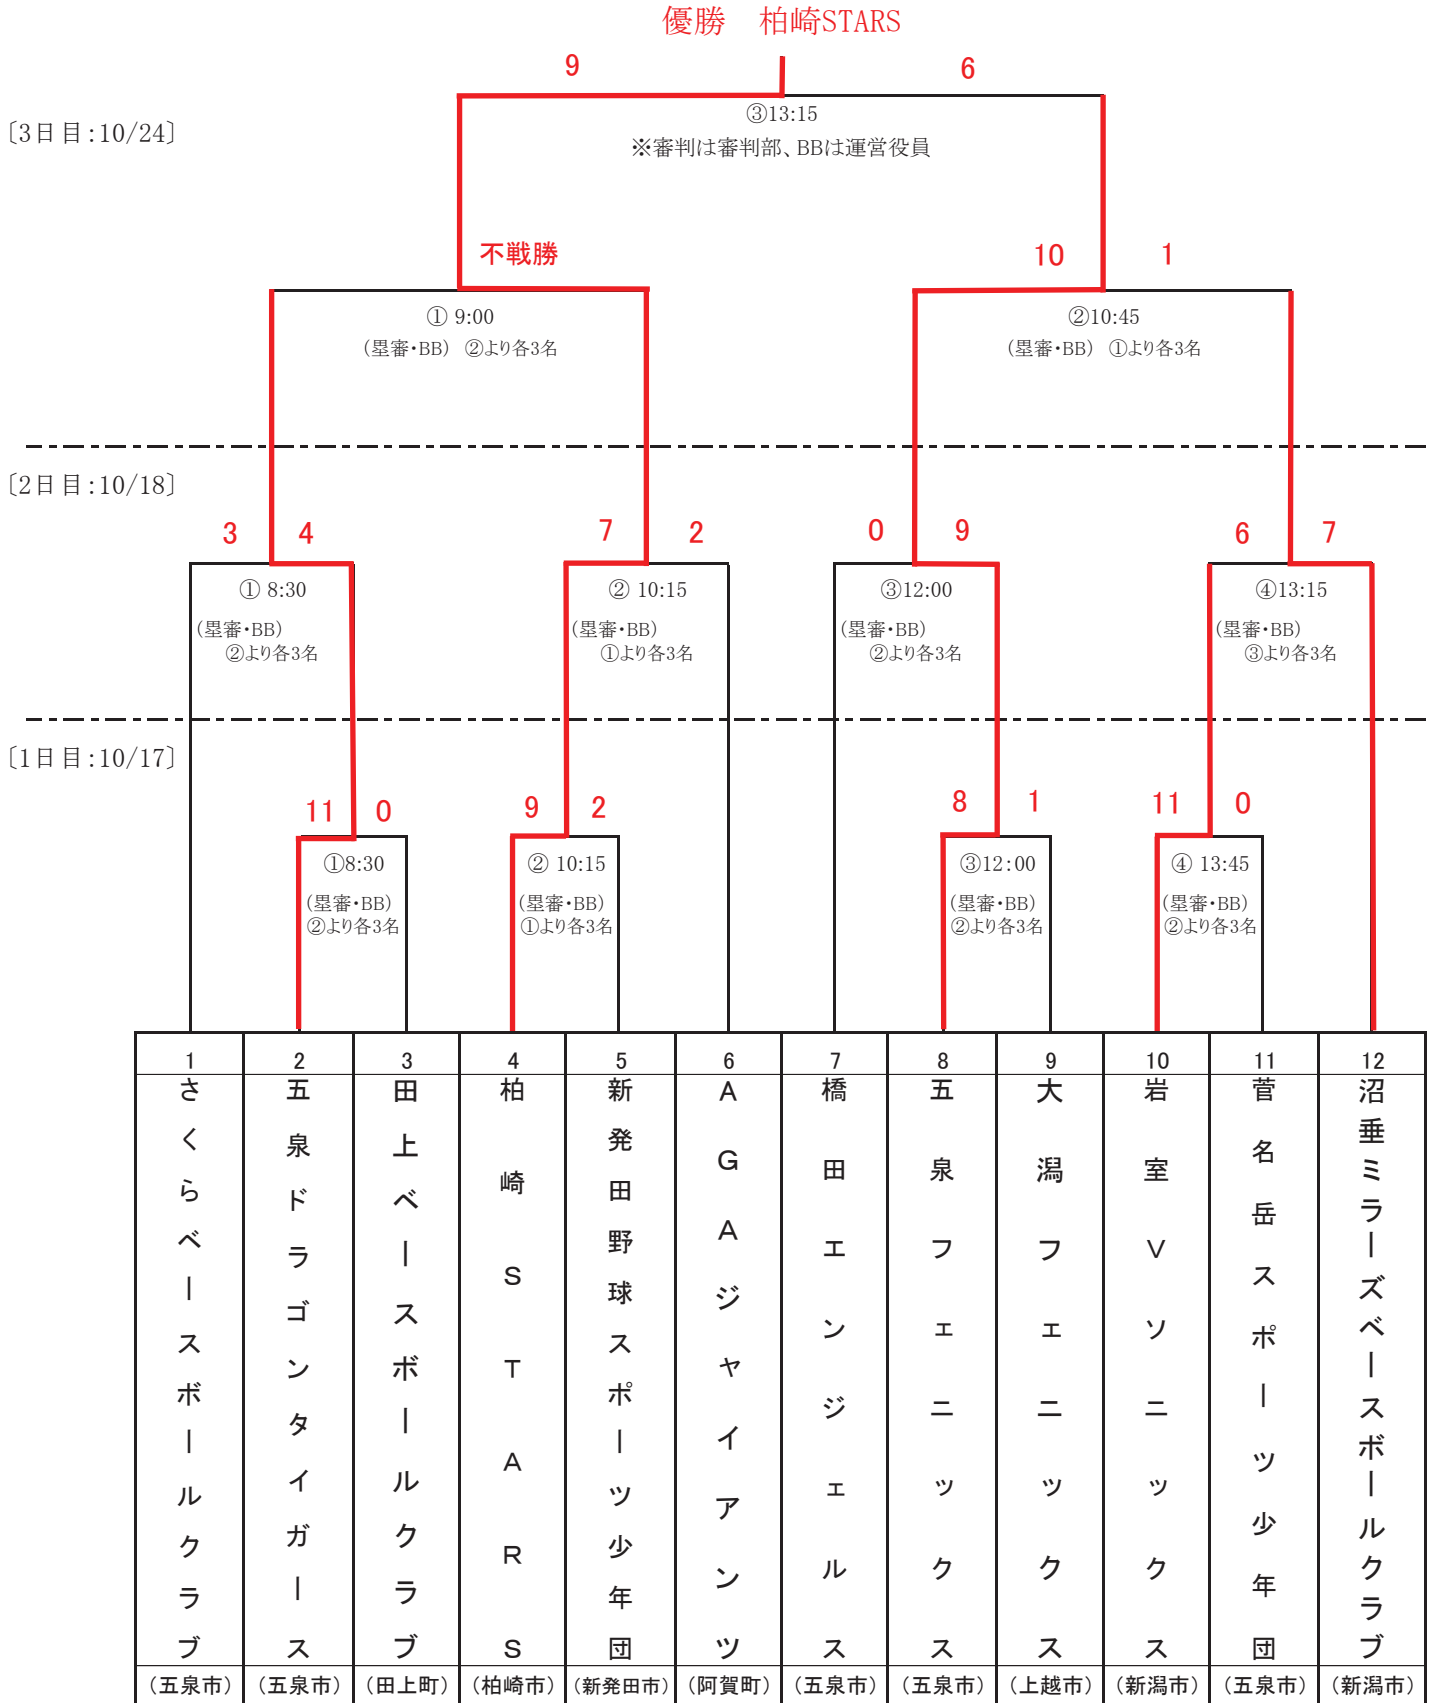 優勝　柏崎STARS
9　6
③13:15
〔3日目:10/24〕
※審判は審判部、BBは運営役員
不戦勝　10　1
① 9:00　②10:45
（塁審・BB） ②より各3名　（塁審・BB） ①より各3名
〔2日目:10/18〕
3　4　7　2　0　9　6　7
① 8:30　② 10:15　③12:00　④13:15
（塁審・BB）　（塁審・BB）　（塁審・BB）　（塁審・BB）
②より各3名　①より各3名　②より各3名　③より各3名
〔1日目:10/17〕
11　0　9　2　8　1　11　0
①8:30　② 10:15　③12:00　④ 13:45
（塁審・BB）　（塁審・BB）　（塁審・BB）　（塁審・BB）
②より各3名　①より各3名　②より各3名　②より各3名
1　2　3　4　5　6　7　8　9　10　11　12
さくらベースボールクラブ
五泉ドラゴンタイガース
田上ベースボールクラブ
柏崎STARS
新発田野球スポーツ少年団
AGAジャイアンツ
橋田エンジェルス
五泉フェニックス
大潟フェニックス
岩室Vソニックス
菅名岳スポーツ少年団
沼垂ミラーズベースボールクラブ
（五泉市）　（五泉市）　（田上町）　（柏崎市）　（新発田市）　（阿賀町）　（五泉市）　（五泉市）　（上越市）　（新潟市）　（五泉市）　（新潟市）